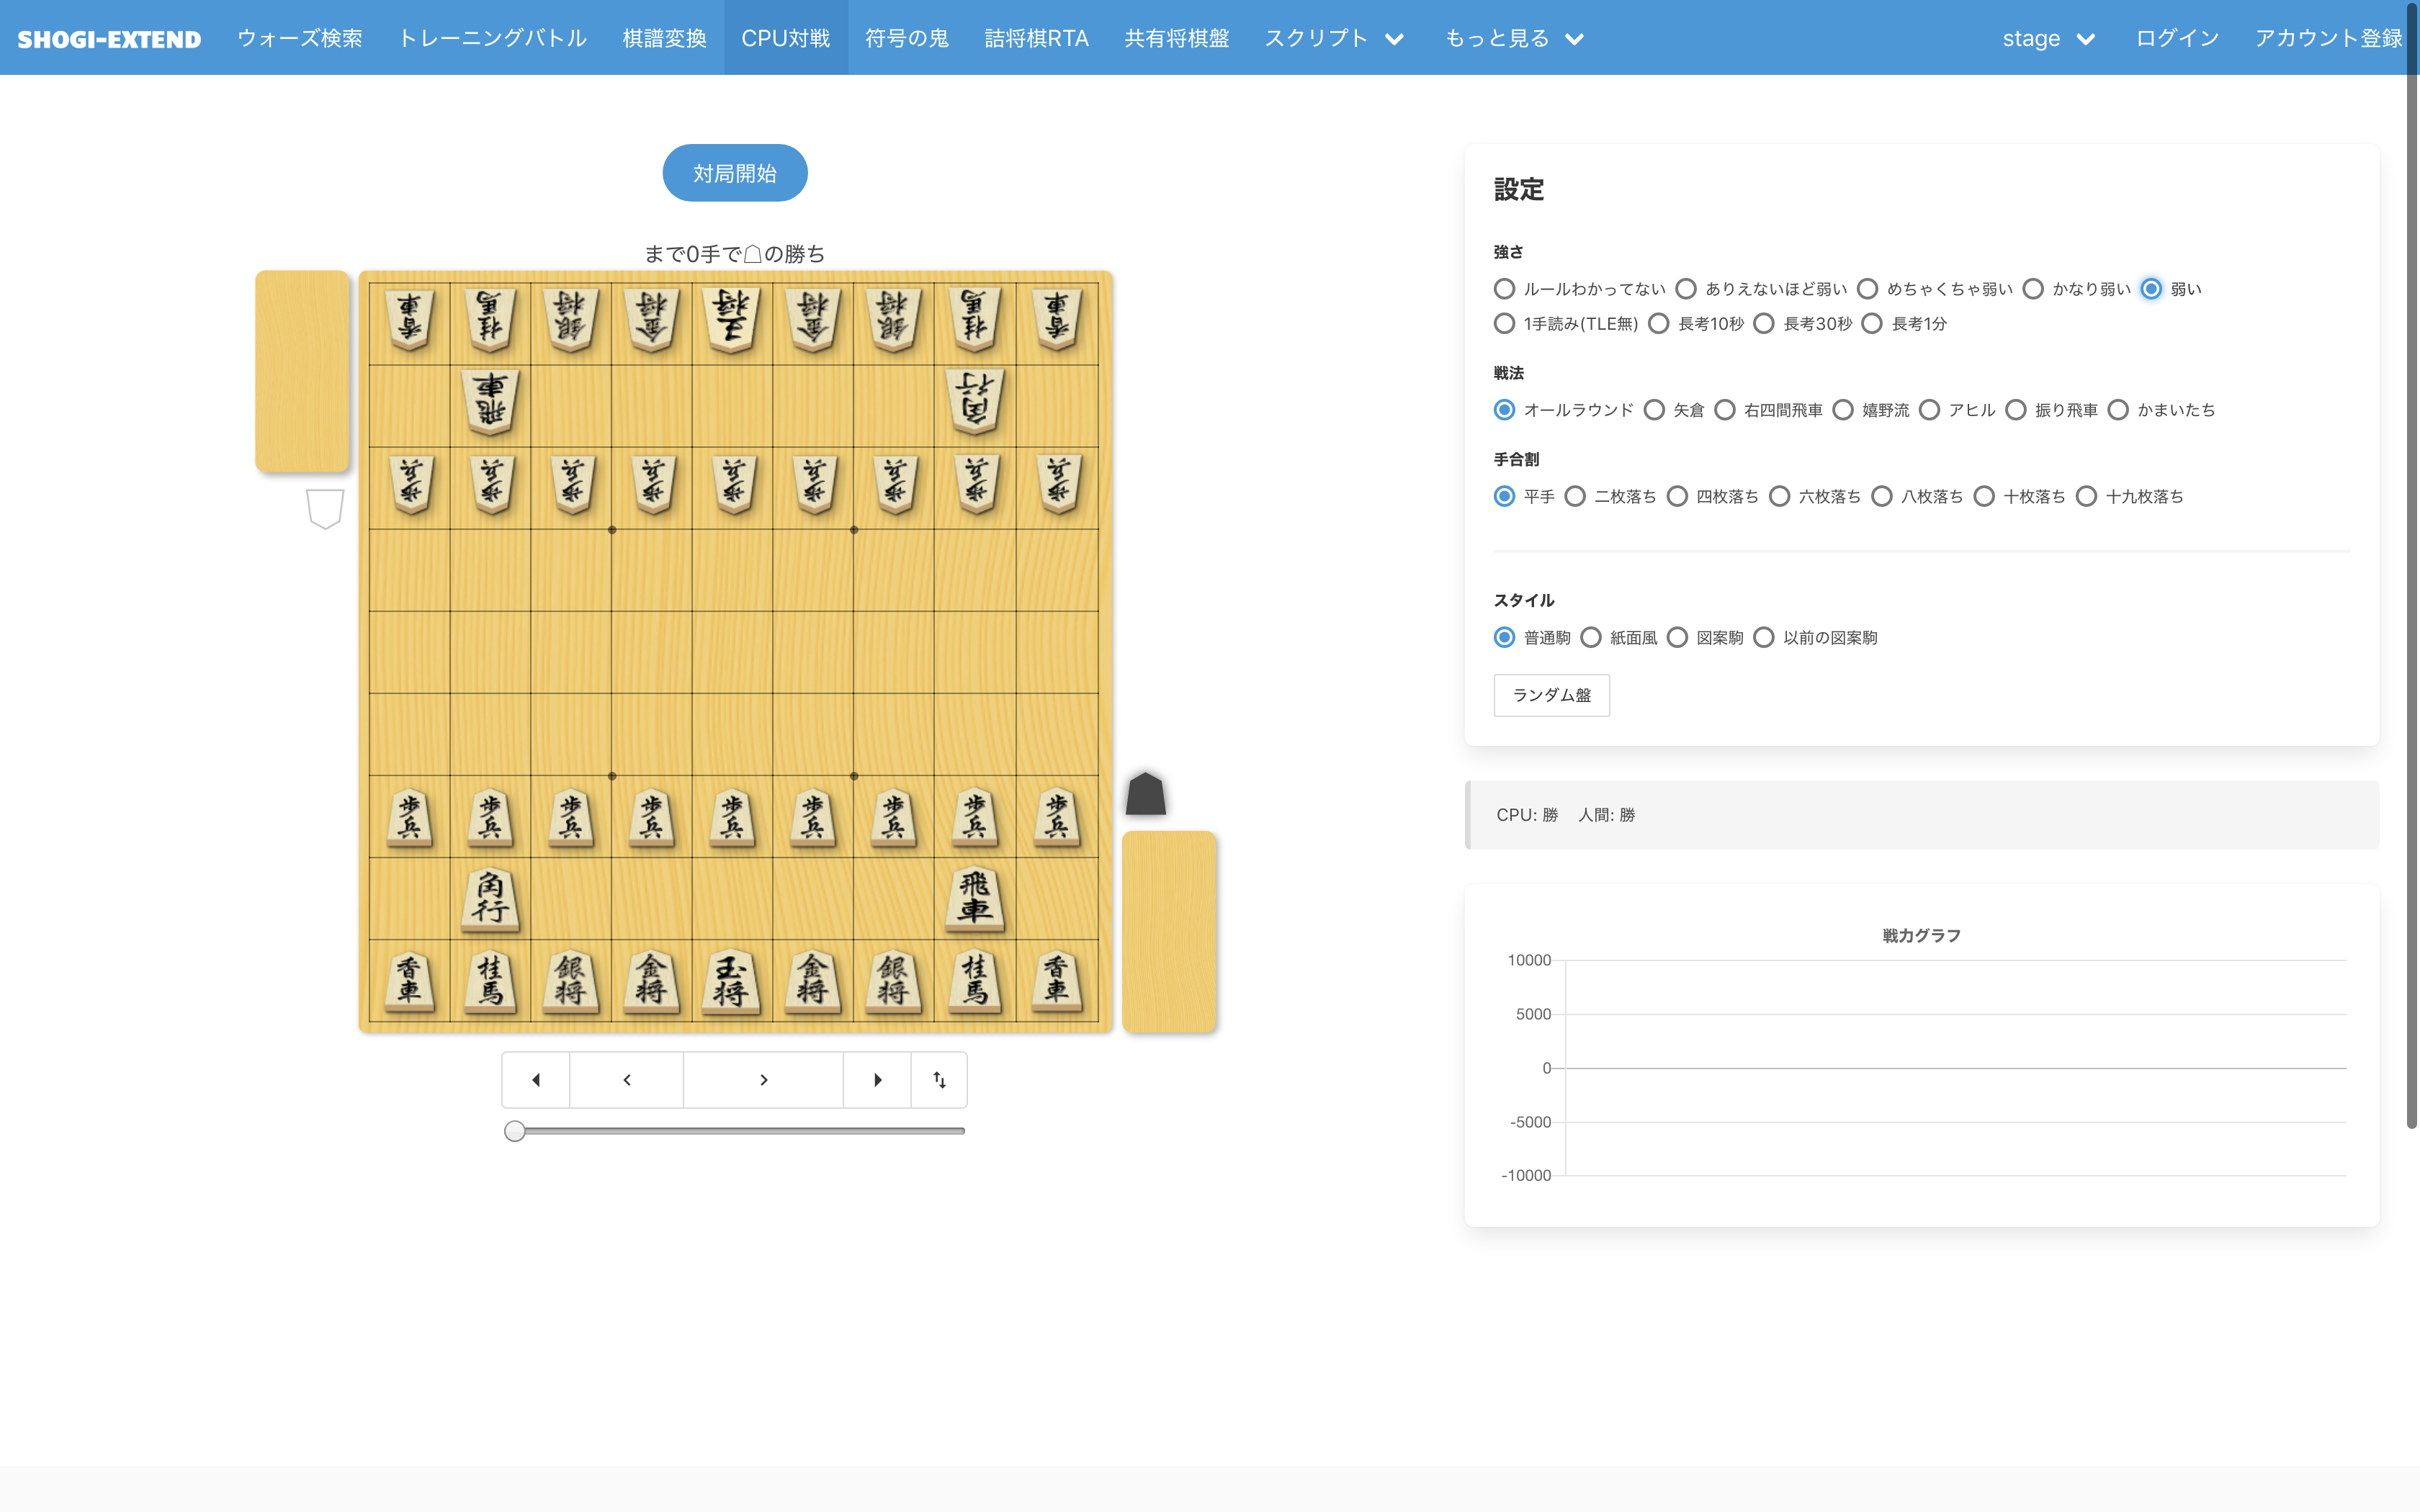 SHOGI-EXTEND ウォーズ検索 トレーニングバトル 棋譜変換 CPU対戦 符号の鬼 詰将棋RTA 共有将棋盤 スクリプト もっと見る stage ログイン アカウント登録
対局開始
まで0手で☖の勝ち
香車 桂馬 銀将 金将 王将 金将 銀将 桂馬 香車
飛車 角行
歩兵 歩兵 歩兵 歩兵 歩兵 歩兵 歩兵 歩兵 歩兵
歩兵 歩兵 歩兵 歩兵 歩兵 歩兵 歩兵 歩兵 歩兵
角行 飛車
香車 桂馬 銀将 金将 玉将 金将 銀将 桂馬 香車
設定
強さ
ルールわかってない ありえないほど弱い めちゃくちゃ弱い かなり弱い 弱い
1手読み(TLE無) 長考10秒 長考30秒 長考1分
戦法
オールラウンド 矢倉 右四間飛車 嬉野流 アヒル 振り飛車 かまいたち
手合割
平手 二枚落ち 四枚落ち 六枚落ち 八枚落ち 十枚落ち 十九枚落ち
スタイル
普通駒 紙面風 図案駒 以前の図案駒
ランダム盤
CPU: 勝 人間: 勝
戦力グラフ
10000
5000
0
-5000
-10000